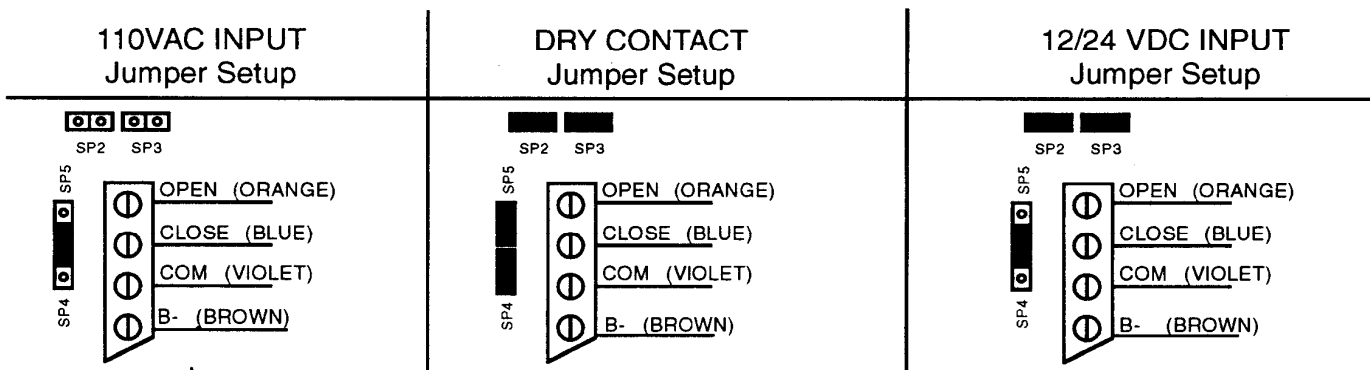 110VAC INPUT
Jumper Setup
SP2 SP3
SP5
SP4
OPEN (ORANGE)
CLOSE (BLUE)
COM (VIOLET)
B- (BROWN)
DRY CONTACT
Jumper Setup
SP2 SP3
SP5
SP4
OPEN (ORANGE)
CLOSE (BLUE)
COM (VIOLET)
B- (BROWN)
12/24 VDC INPUT
Jumper Setup
SP2 SP3
SP5
SP4
OPEN (ORANGE)
CLOSE (BLUE)
COM (VIOLET)
B- (BROWN)